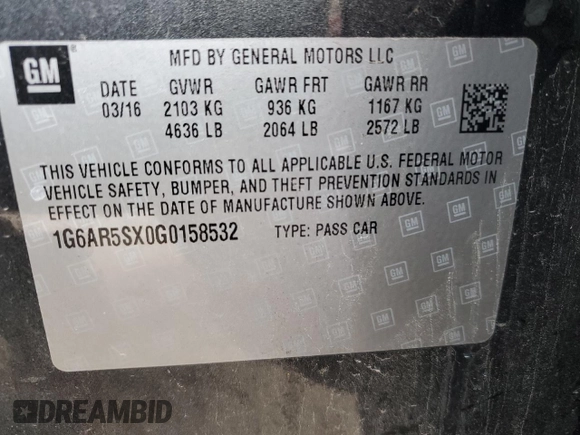 GM
MFD BY GENERAL MOTORS LLC
DATE GVWR GAWR FRT GAWR RR
03/16 2103 KG 936 KG 1167 KG
4636 LB 2064 LB 2572 LB
THIS VEHICLE CONFORMS TO ALL APPLICABLE U.S. FEDERAL MOTOR
VEHICLE SAFETY, BUMPER, AND THEFT PREVENTION STANDARDS IN
EFFECT ON THE DATE OF MANUFACTURE SHOWN ABOVE.
1G6AR5SX0G0158532 TYPE: PASS CAR
DREAMBID